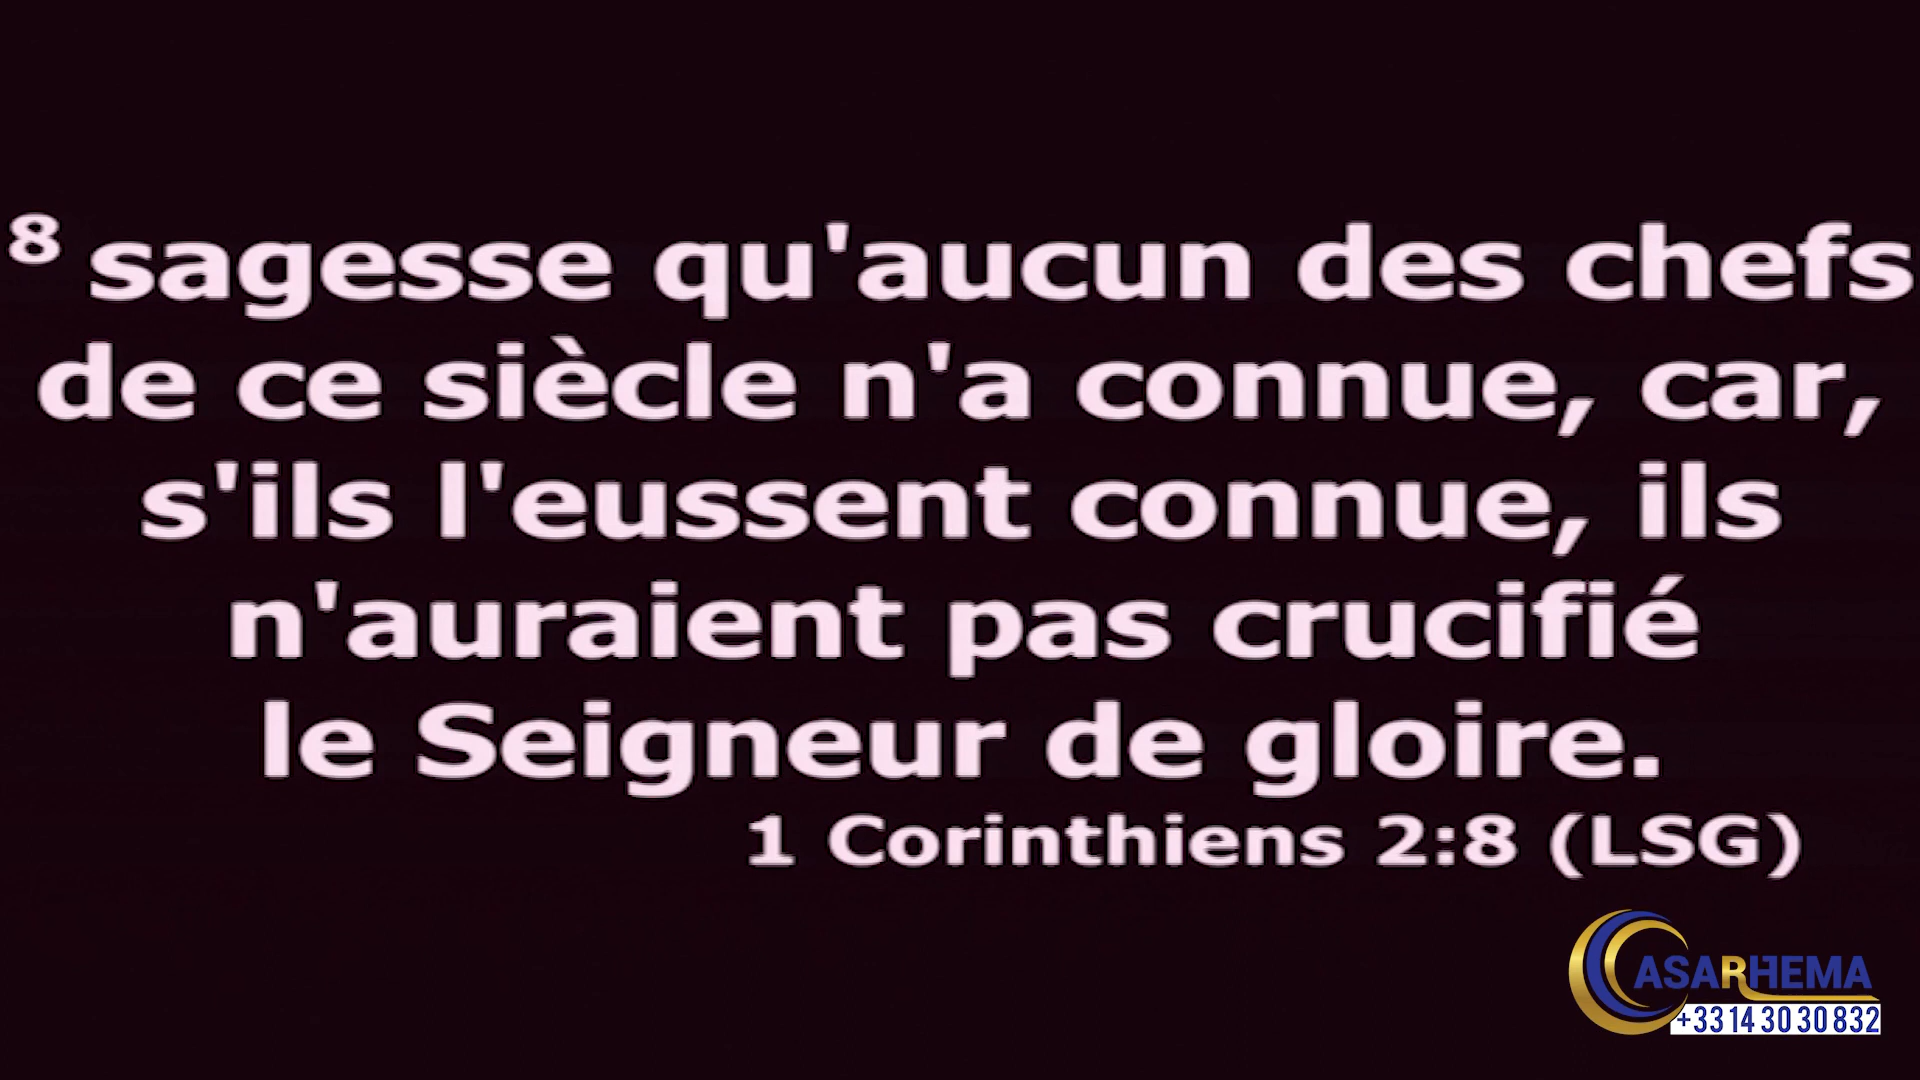 8 sagesse qu'aucun des chefs
de ce siècle n'a connue, car,
s'ils l'eussent connue, ils
n'auraient pas crucifié
le Seigneur de gloire.
1 Corinthiens 2:8 (LSG)
CASARHEMA
+33 14 30 30 832